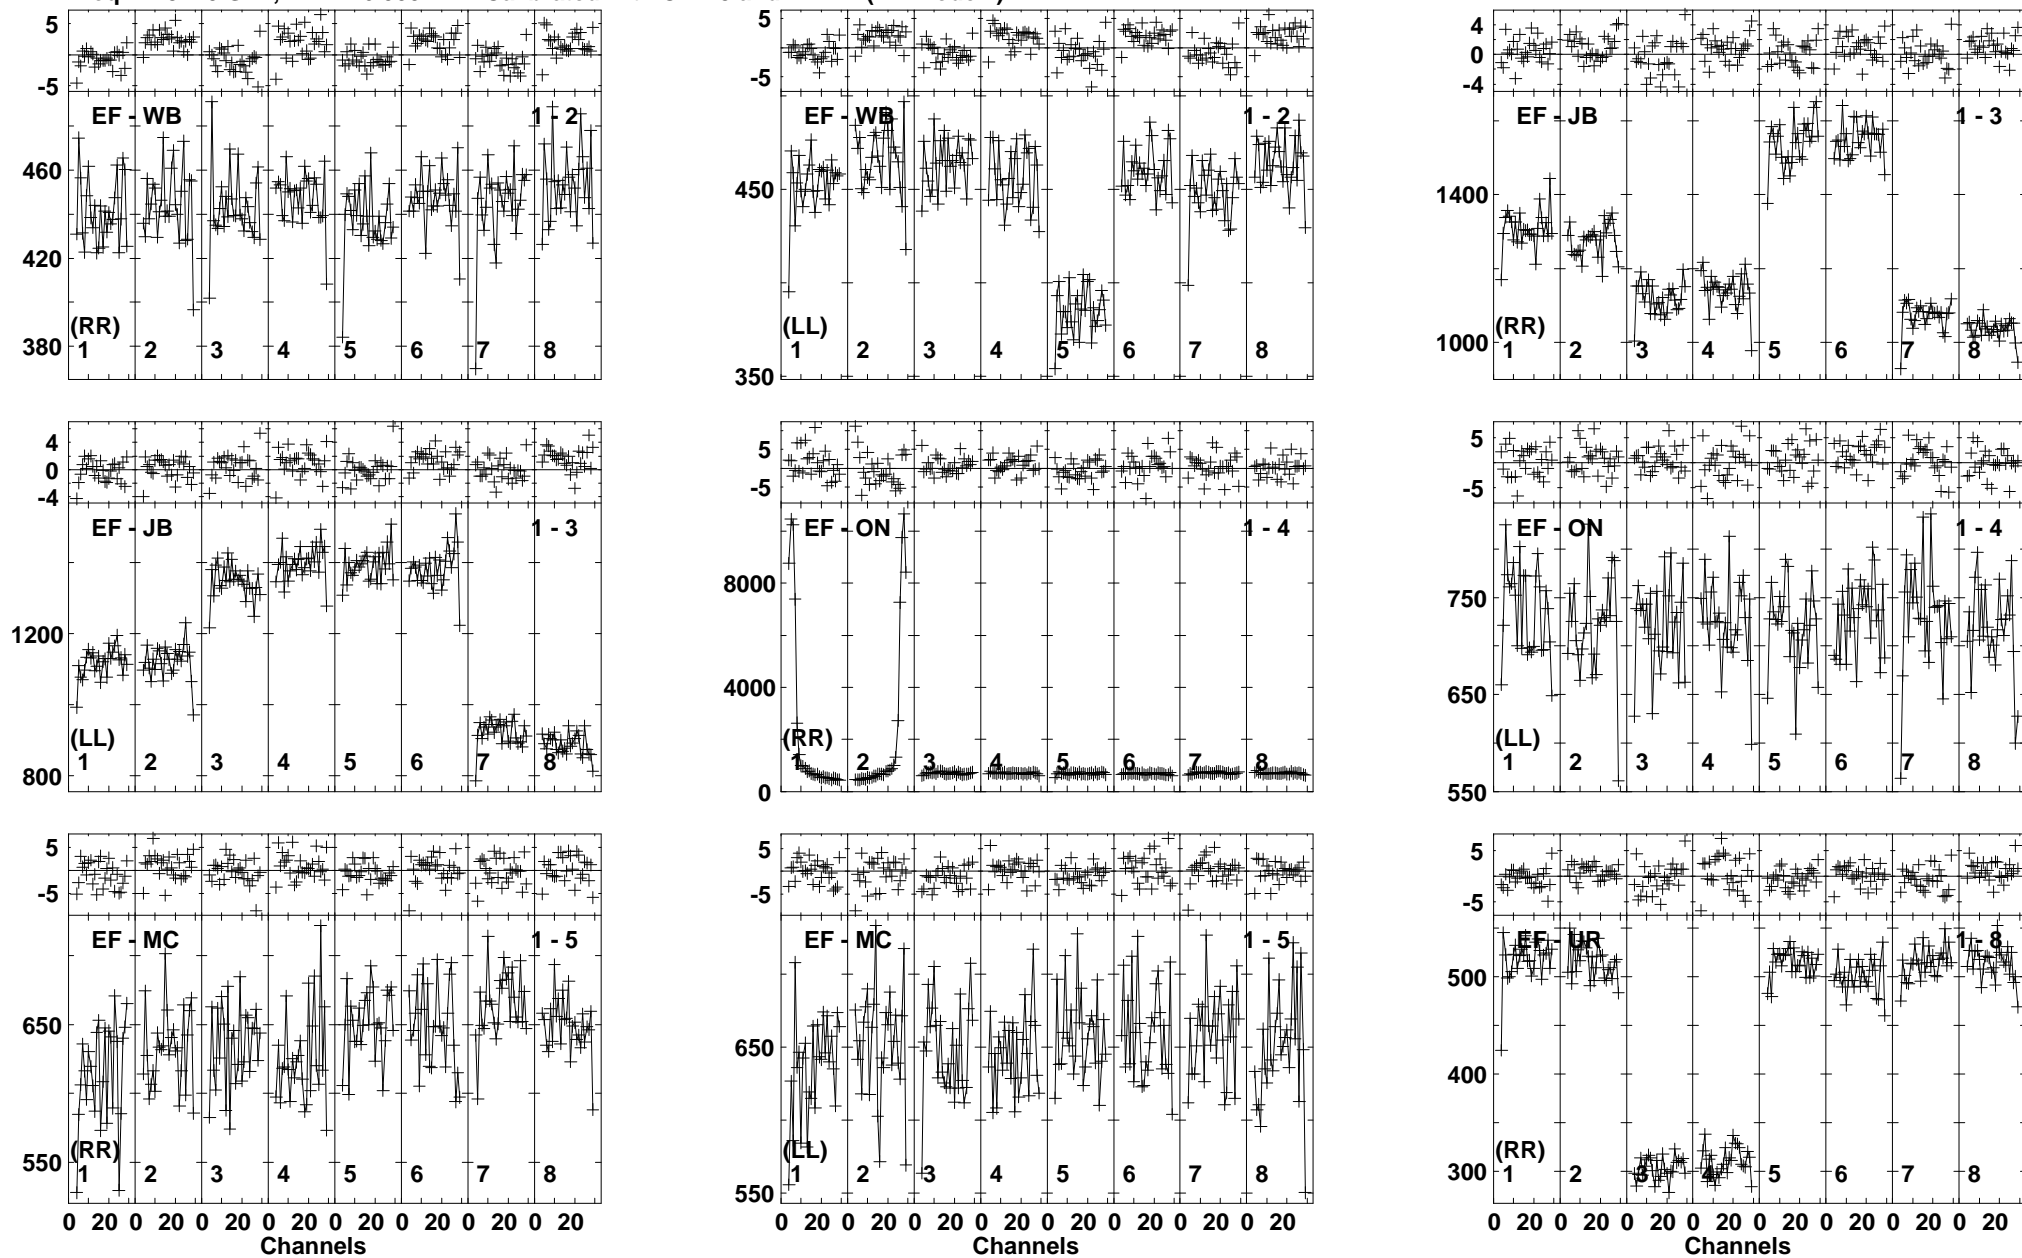 5
-5
EF - WB 1 - 2
460
420
380
(RR)
1 2 3 4 5 6 7 8
5
-5
EF - WB 1 - 2
450
350
(LL)
1 2 3 4 5 6 7 8
4
0
-4
EF - JB 1 - 3
1400
1000
(RR)
1 2 3 4 5 6 7 8
4
0
-4
EF - JB 1 - 3
1200
800
(LL)
1 2 3 4 5 6 7 8
5
-5
EF - ON 1 - 4
8000
4000
0
(RR)
1 2 3 4 5 6 7 8
5
-5
EF - ON 1 - 4
750
650
550
(LL)
1 2 3 4 5 6 7 8
5
-5
EF - MC 1 - 5
650
550
(RR)
1 2 3 4 5 6 7 8
0 20 0 20 0 20 0 20 0 20 0 20 0 20 0 20
Channels
5
-5
EF - MC 1 - 5
650
550
(LL)
1 2 3 4 5 6 7 8
0 20 0 20 0 20 0 20 0 20 0 20 0 20 0 20
Channels
5
-5
EF - UR 1 - 8
500
400
300
(RR)
1 2 3 4 5 6 7 8
0 20 0 20 0 20 0 20 0 20 0 20 0 20 0 20
Channels